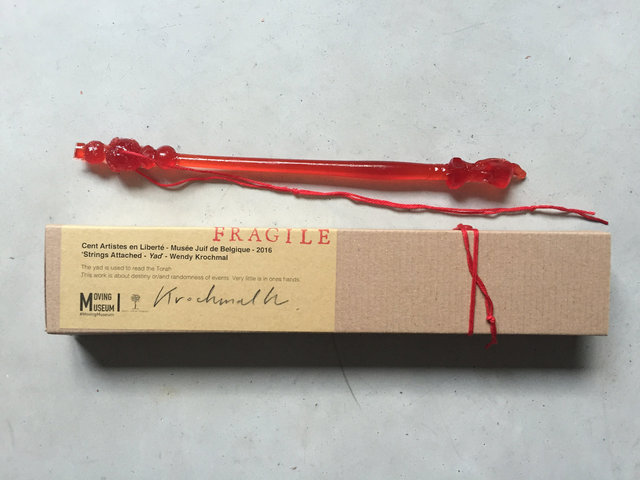 FRAGILE
Cent Artistes en Liberté - Musée Juif de Belgique - 2016
'Strings Attached - Yad' - Wendy Krochmal
The yad is used to read the Torah
This work is about destiny or/and randomness of events. Very little is in ones hands.
MOVING
MUSEUM
#MovingMuseum
Krochmal